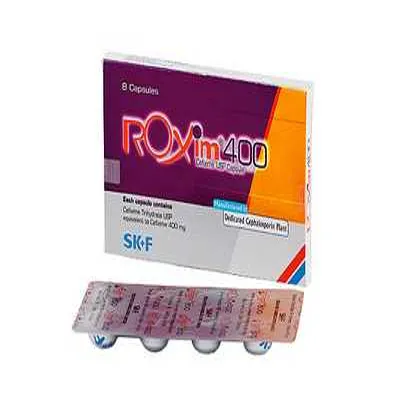 8 Capsules
ROXim 400
Cefixime USP Capsule
Each capsule contains
Cefixime Trihydrate USP
equivalent to Cefixime 400 mg
Manufactured in
Dedicated Cephalosporin Plant
SK+F